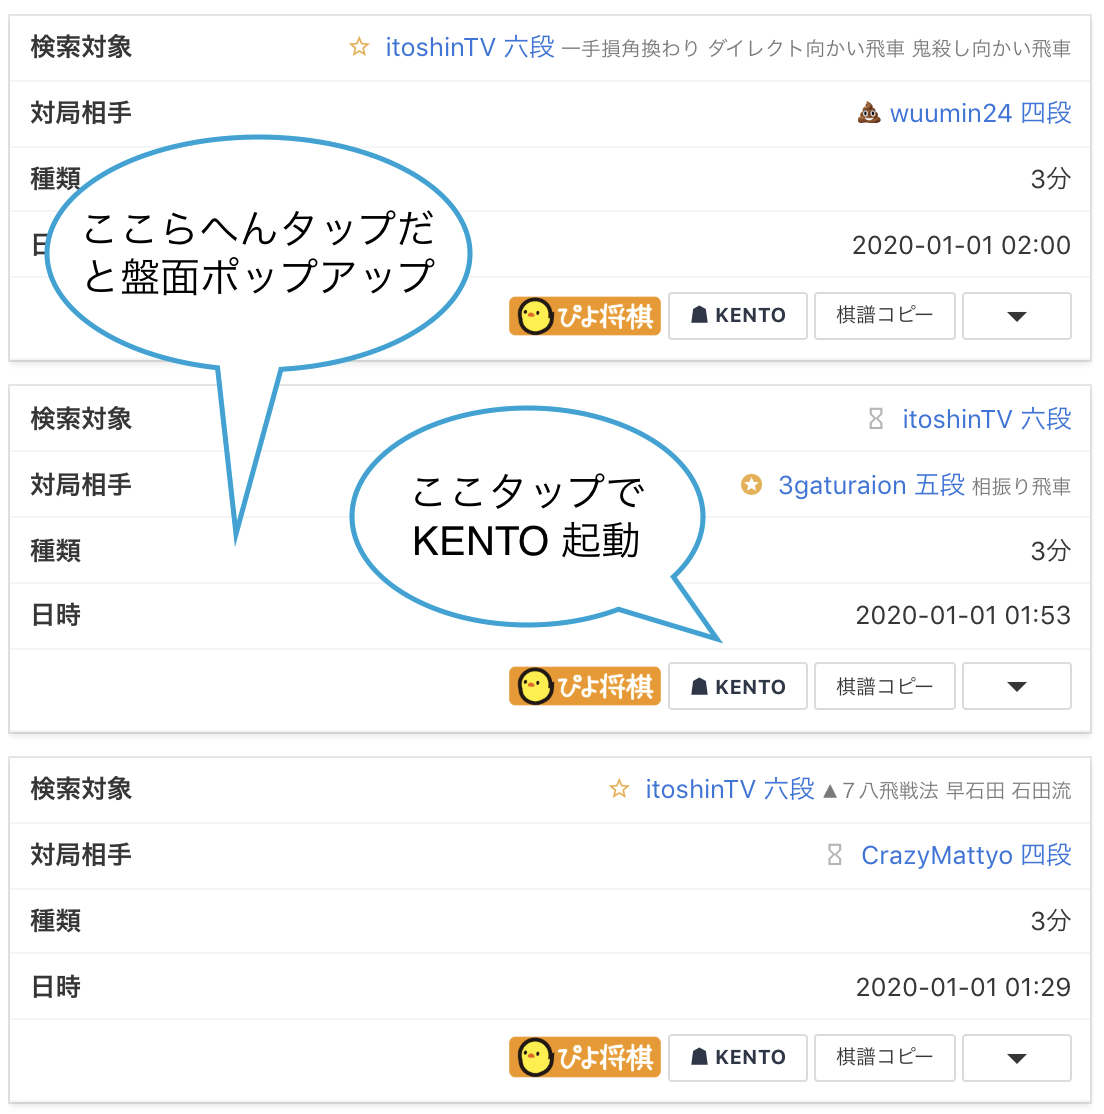 検索対象 itoshinTV 六段 一手損角換わり ダイレクト向かい飛車 鬼殺し向かい飛車
対局相手 wuumin24 四段
種類 3分
日 2020-01-01 02:00
ここらへんタップだ
と盤面ポップアップ
ぴよ将棋 KENTO 棋譜コピー
検索対象 itoshinTV 六段
対局相手 3gaturaion 五段 相振り飛車
種類 3分
日時 2020-01-01 01:53
ここタップで
KENTO 起動
ぴよ将棋 KENTO 棋譜コピー
検索対象 itoshinTV 六段 ▲7八飛戦法 早石田 石田流
対局相手 CrazyMattyo 四段
種類 3分
日時 2020-01-01 01:29
ぴよ将棋 KENTO 棋譜コピー